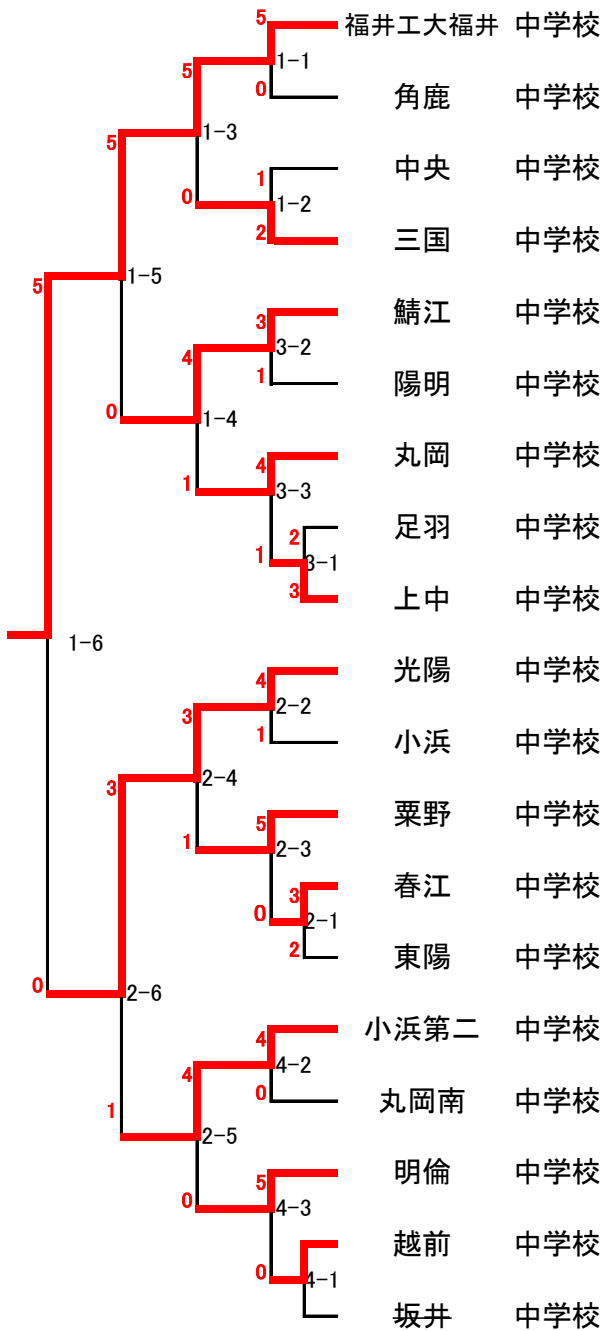 5 福井工大福井 中学校
5 1-1
0 角鹿 中学校
5 1-3
1 中央 中学校
0 1-2
2 三国 中学校
5 1-5
3 鯖江 中学校
4 3-2
1 陽明 中学校
0 1-4
4 丸岡 中学校
1 3-3
2 足羽 中学校
1 3-1
3 上中 中学校
1-6
4 光陽 中学校
3 2-2
1 小浜 中学校
3 2-4
5 粟野 中学校
1 2-3
3 春江 中学校
0 2-1
2 東陽 中学校
0 2-6
4 小浜第二 中学校
4 4-2
0 丸岡南 中学校
1 2-5
5 明倫 中学校
0 4-3
越前 中学校
0 4-1
坂井 中学校